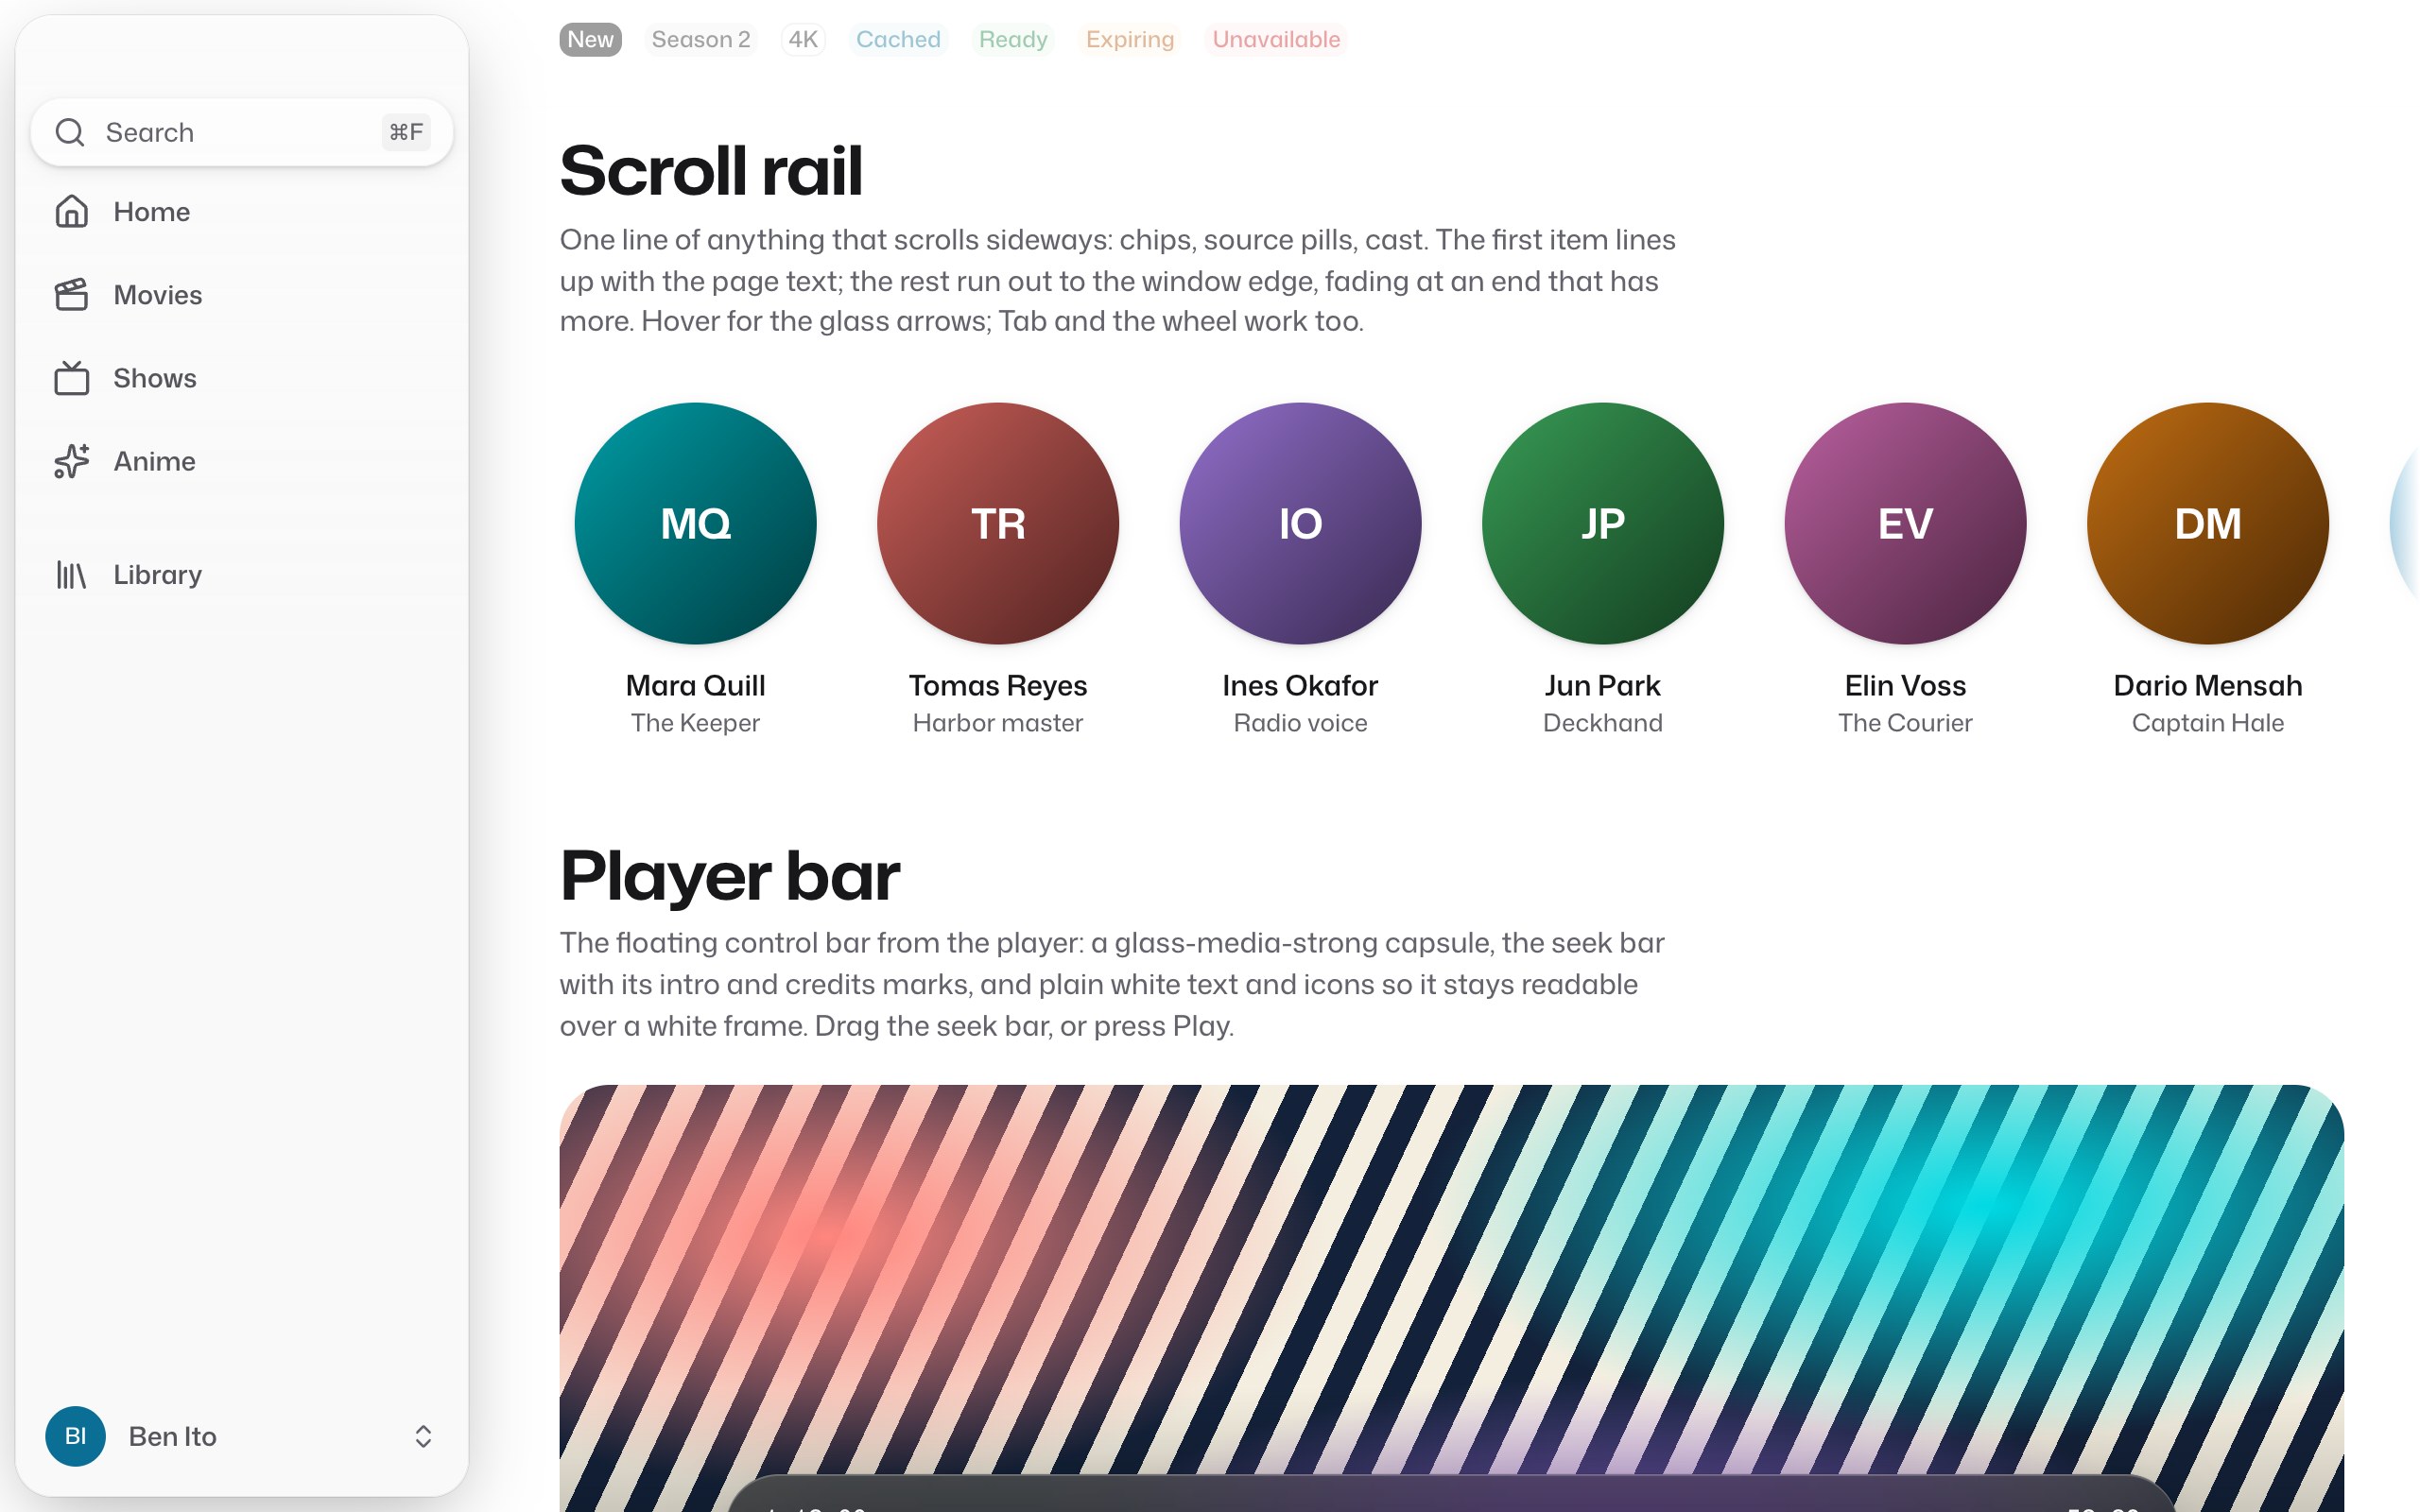 Search ⌘F
Home
Movies
Shows
Anime
Library
BI Ben Ito
New Season 2 4K Cached Ready Expiring Unavailable
Scroll rail
One line of anything that scrolls sideways: chips, source pills, cast. The first item lines
up with the page text; the rest run out to the window edge, fading at an end that has
more. Hover for the glass arrows; Tab and the wheel work too.
MQ TR IO JP EV DM
Mara Quill Tomas Reyes Ines Okafor Jun Park Elin Voss Dario Mensah
The Keeper Harbor master Radio voice Deckhand The Courier Captain Hale
Player bar
The floating control bar from the player: a glass-media-strong capsule, the seek bar
with its intro and credits marks, and plain white text and icons so it stays readable
over a white frame. Drag the seek bar, or press Play.